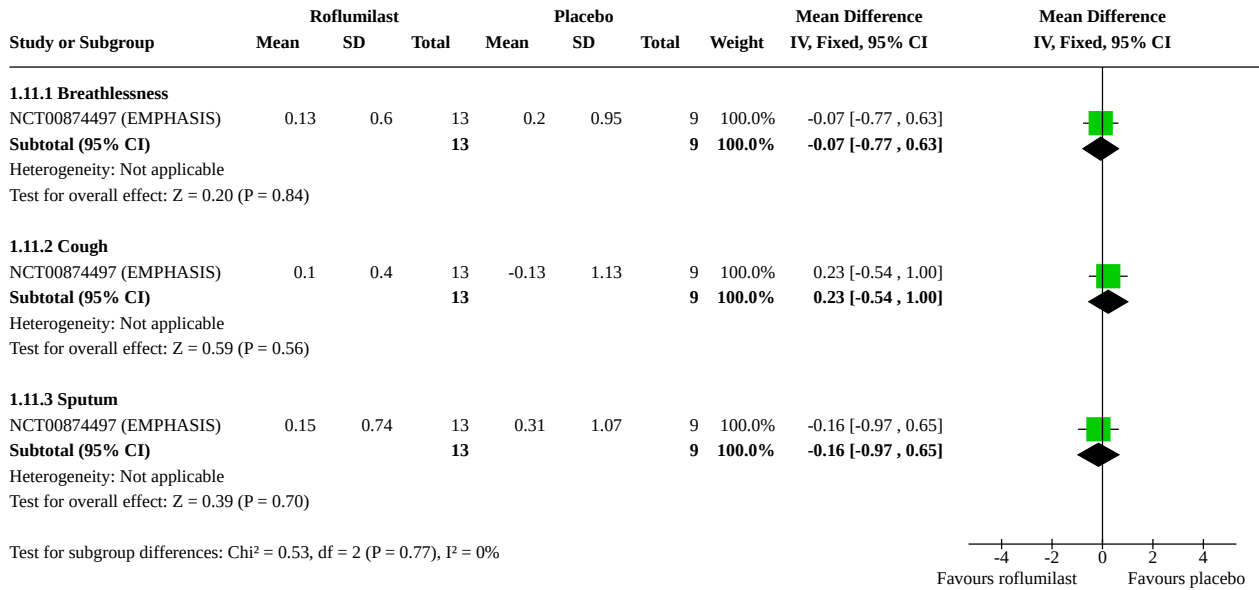 Roflumilast Placebo Mean Difference Mean Difference
Study or Subgroup Mean SD Total Mean SD Total Weight IV, Fixed, 95% CI IV, Fixed, 95% CI
1.11.1 Breathlessness
NCT00874497 (EMPHASIS) 0.13 0.6 13 0.2 0.95 9 100.0% -0.07 [-0.77 , 0.63]
Subtotal (95% CI) 13 9 100.0% -0.07 [-0.77 , 0.63]
Heterogeneity: Not applicable
Test for overall effect: Z = 0.20 (P = 0.84)
1.11.2 Cough
NCT00874497 (EMPHASIS) 0.1 0.4 13 -0.13 1.13 9 100.0% 0.23 [-0.54 , 1.00]
Subtotal (95% CI) 13 9 100.0% 0.23 [-0.54 , 1.00]
Heterogeneity: Not applicable
Test for overall effect: Z = 0.59 (P = 0.56)
1.11.3 Sputum
NCT00874497 (EMPHASIS) 0.15 0.74 13 0.31 1.07 9 100.0% -0.16 [-0.97 , 0.65]
Subtotal (95% CI) 13 9 100.0% -0.16 [-0.97 , 0.65]
Heterogeneity: Not applicable
Test for overall effect: Z = 0.39 (P = 0.70)
Test for subgroup differences: Chi² = 0.53, df = 2 (P = 0.77), I² = 0%
-4 -2 0 2 4
Favours roflumilast Favours placebo